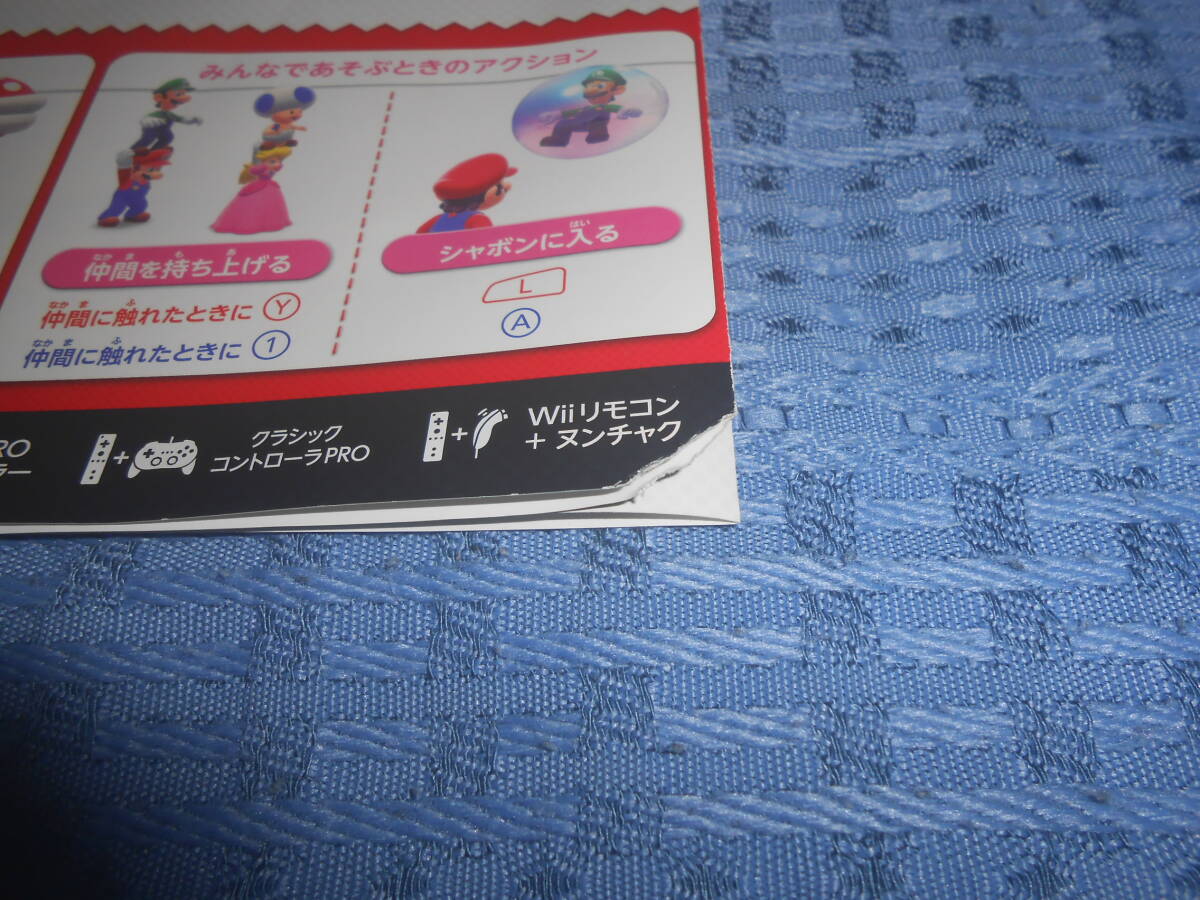 みんなであそぶときのアクション
なかま も あ
仲間を持ち上げる
なかま ふ
仲間に触れたときに Y
なかま ふ
仲間に触れたときに 1
はい
シャボンに入る
L
A
RO
ラー
+
クラシック
コントローラPRO
+
Wiiリモコン
+ ヌンチャク